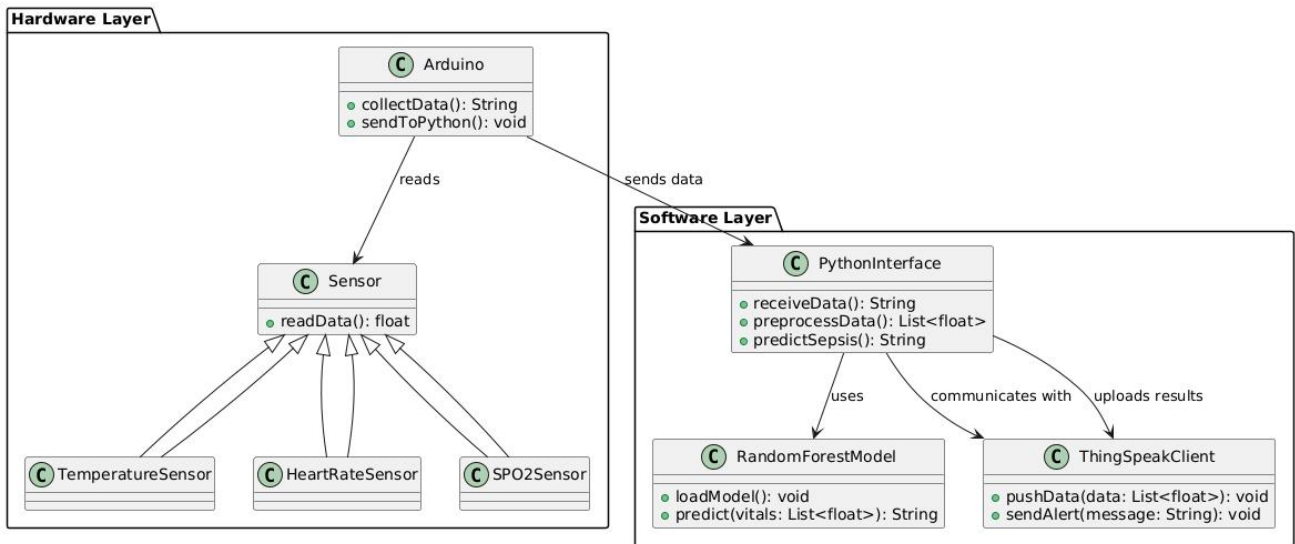 Hardware Layer
C Arduino
collectData(): String
sendToPython(): void
reads
sends data
C Sensor
readData(): float
C TemperatureSensor
C HeartRateSensor
C SPO2Sensor
Software Layer
C PythonInterface
receiveData(): String
preprocessData(): List<float>
predictSepsis(): String
uses
communicates with
uploads results
C RandomForestModel
loadModel(): void
predict(vitals: List<float>): String
C ThingSpeakClient
pushData(data: List<float>): void
sendAlert(message: String): void